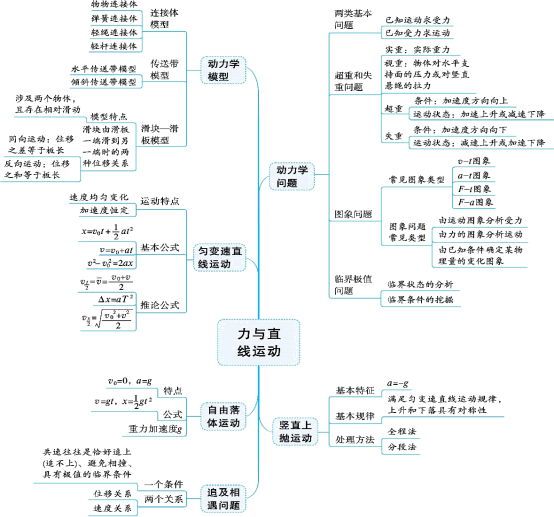 物物连接体
弹簧连接体
轻绳连接体
轻杆连接体
连接体
模型
水平传送带模型
倾斜传送带模型
传送带
模型
涉及两个物体，
且存在相对滑动
模型特点
同向运动：位移
之差等于板长
反向运动：位移
之和等于板长
滑块由滑板
一端滑到另
一端时的两
种位移关系
滑块—滑
板模型
动力学
模型
速度均匀变化
加速度恒定
运动特点
x=v₀t+1/2 at²
v=v₀+at
v²-v₀²=2ax
基本公式
v_{t/2}=v̄=(v₀+v)/2
Δx=aT²
v_{x/2}=√((v₀²+v²)/2)
推论公式
匀变速直
线运动
v₀=0，a=g
特点
v=gt，x=1/2 gt²
公式
重力加速度g
自由落
体运动
共速往往是恰好追上
(追不上)、避免相撞、
具有极值的临界条件
一个条件
位移关系
速度关系
两个关系
追及相
遇问题
力与直
线运动
动力学
问题
两类基本
问题
已知运动求受力
已知受力求运动
超重和失
重问题
实重：实际重力
视重：物体对水平支
持面的压力或对竖直
悬绳的拉力
超重
条件：加速度方向向上
运动状态：加速上升或减速下降
失重
条件：加速度方向向下
运动状态：减速上升或加速下降
图象问题
常见图象类型
v-t图象
a-t图象
F-t图象
F-a图象
图象问题
常见类型
由运动图象分析受力
由力的图象分析运动
由已知条件确定某物
理量的变化图象
临界极值
问题
临界状态的分析
临界条件的挖掘
竖直上
抛运动
基本特征
a=-g
基本规律
满足匀变速直线运动规律，
上升和下落具有对称性
处理方法
全程法
分段法